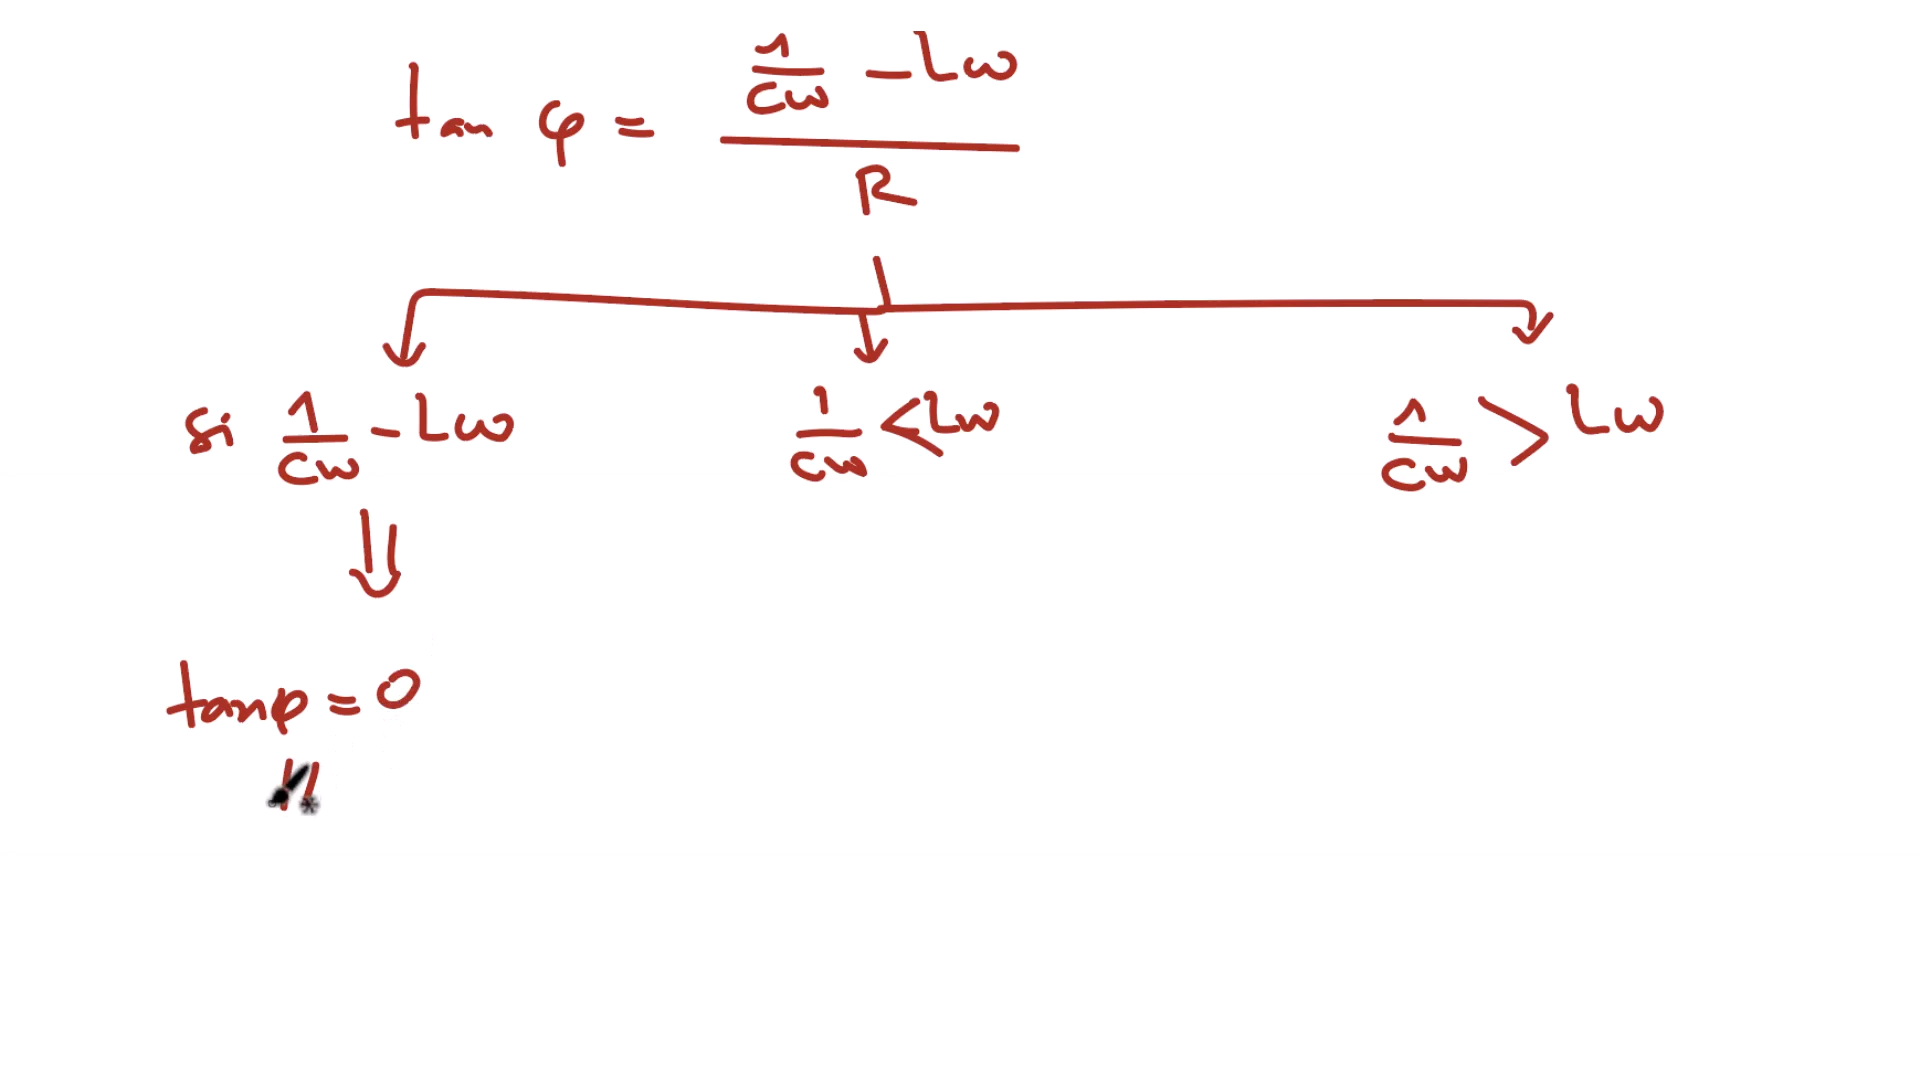 tan φ = (1/cω − Lω) / R
si 1/cω − Lω    1/cω < Lω    1/cω > Lω
tanφ = 0